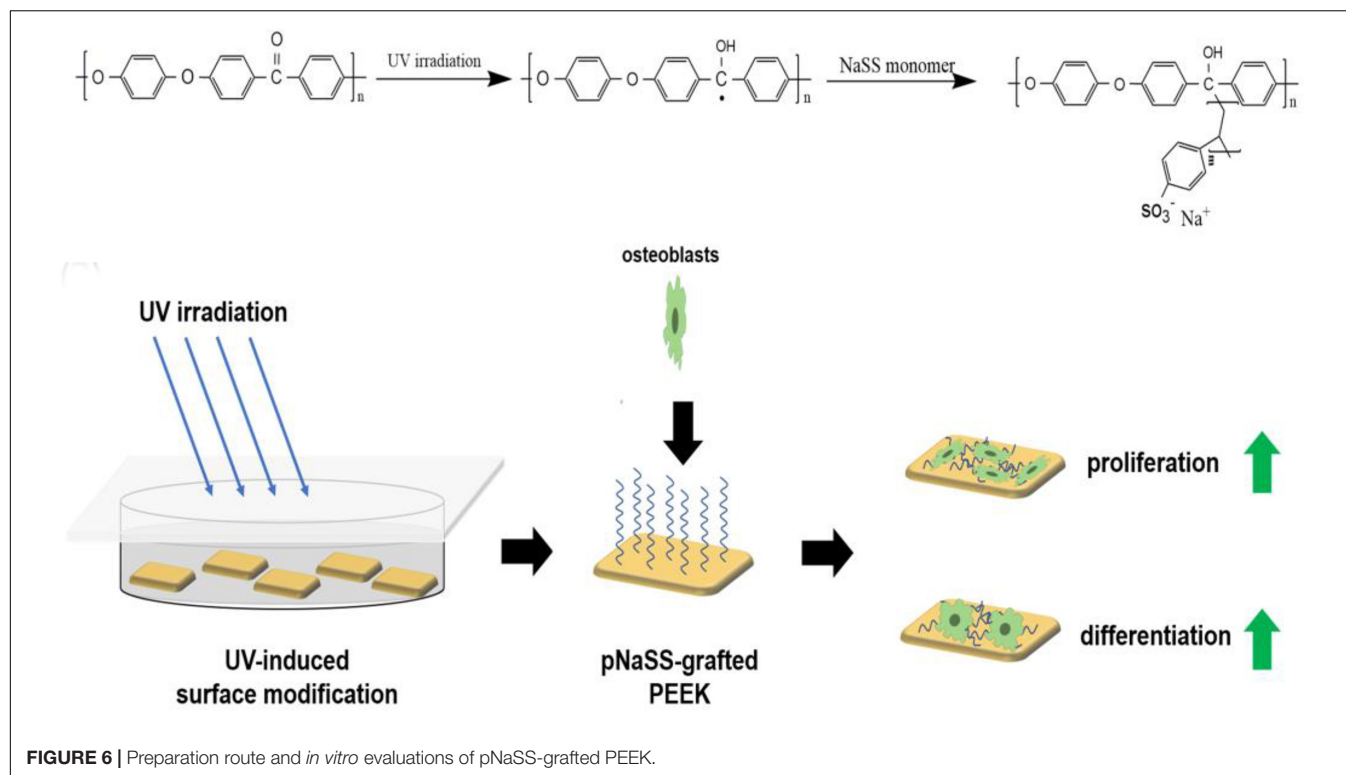 O
OH
OH
UV irradiation
NaSS monomer
O
O
C
n
O
O
C
n
O
O
C
n
m
SO3- Na+
osteoblasts
UV irradiation
proliferation
differentiation
UV-induced
surface modification
pNaSS-grafted
PEEK
FIGURE 6 | Preparation route and in vitro evaluations of pNaSS-grafted PEEK.